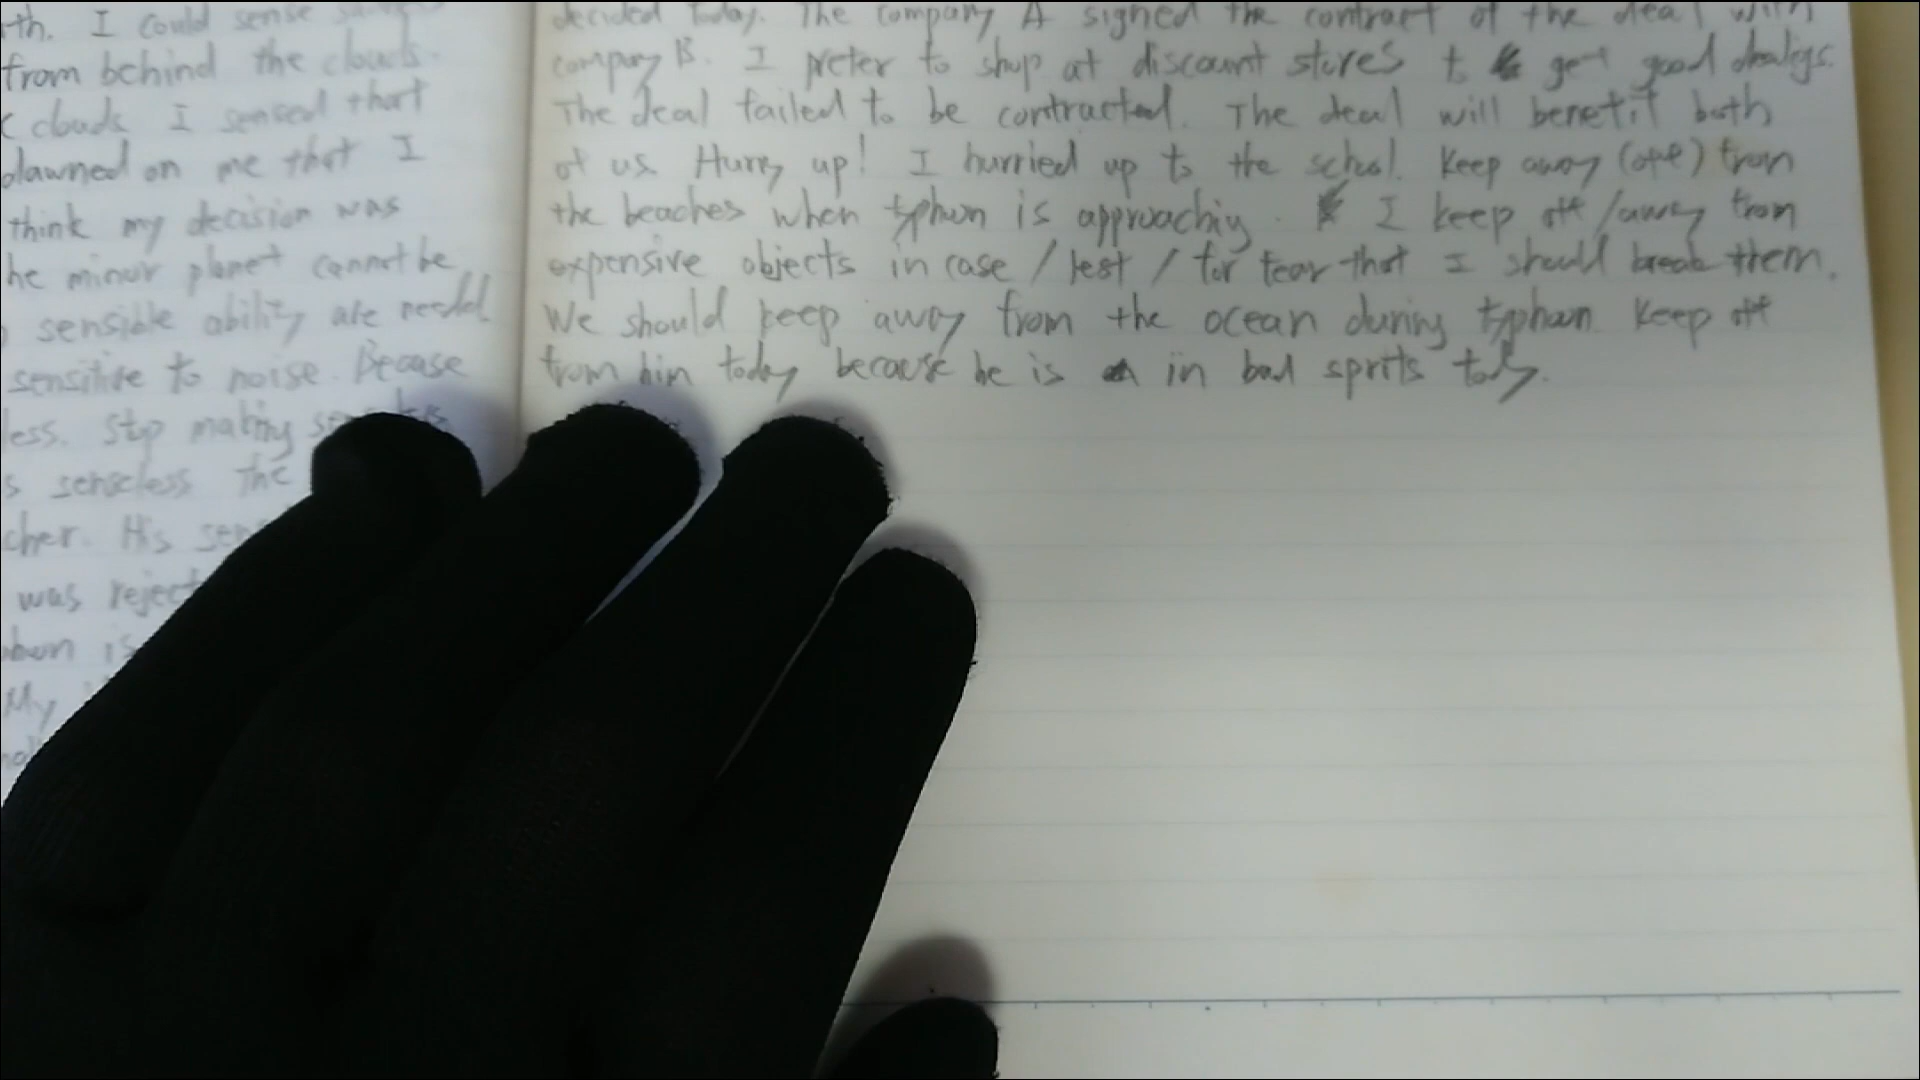 rth. I could sense
from behind the clouds.
clouds I sensed that
dawned on me that I
think my decision was
he minor planet cannot be
sensible ability are needed.
sensitive to noise. Because
less. Stop making
s senseless the
cher. His
was reject
is
My
decided today. The company A signed the contract of the deal with
company B. I prefer to shop at discount stores to get good
The deal failed to be contracted. The deal will benefit both
of us. Hurry up! I hurried up to the school. Keep away from
the beaches when typhoon is approaching. I keep off / away from
expensive objects in case / lest / for fear that I should break them.
We should keep away from the ocean during typhoon. Keep off
from him today because he is in bad sprits today.